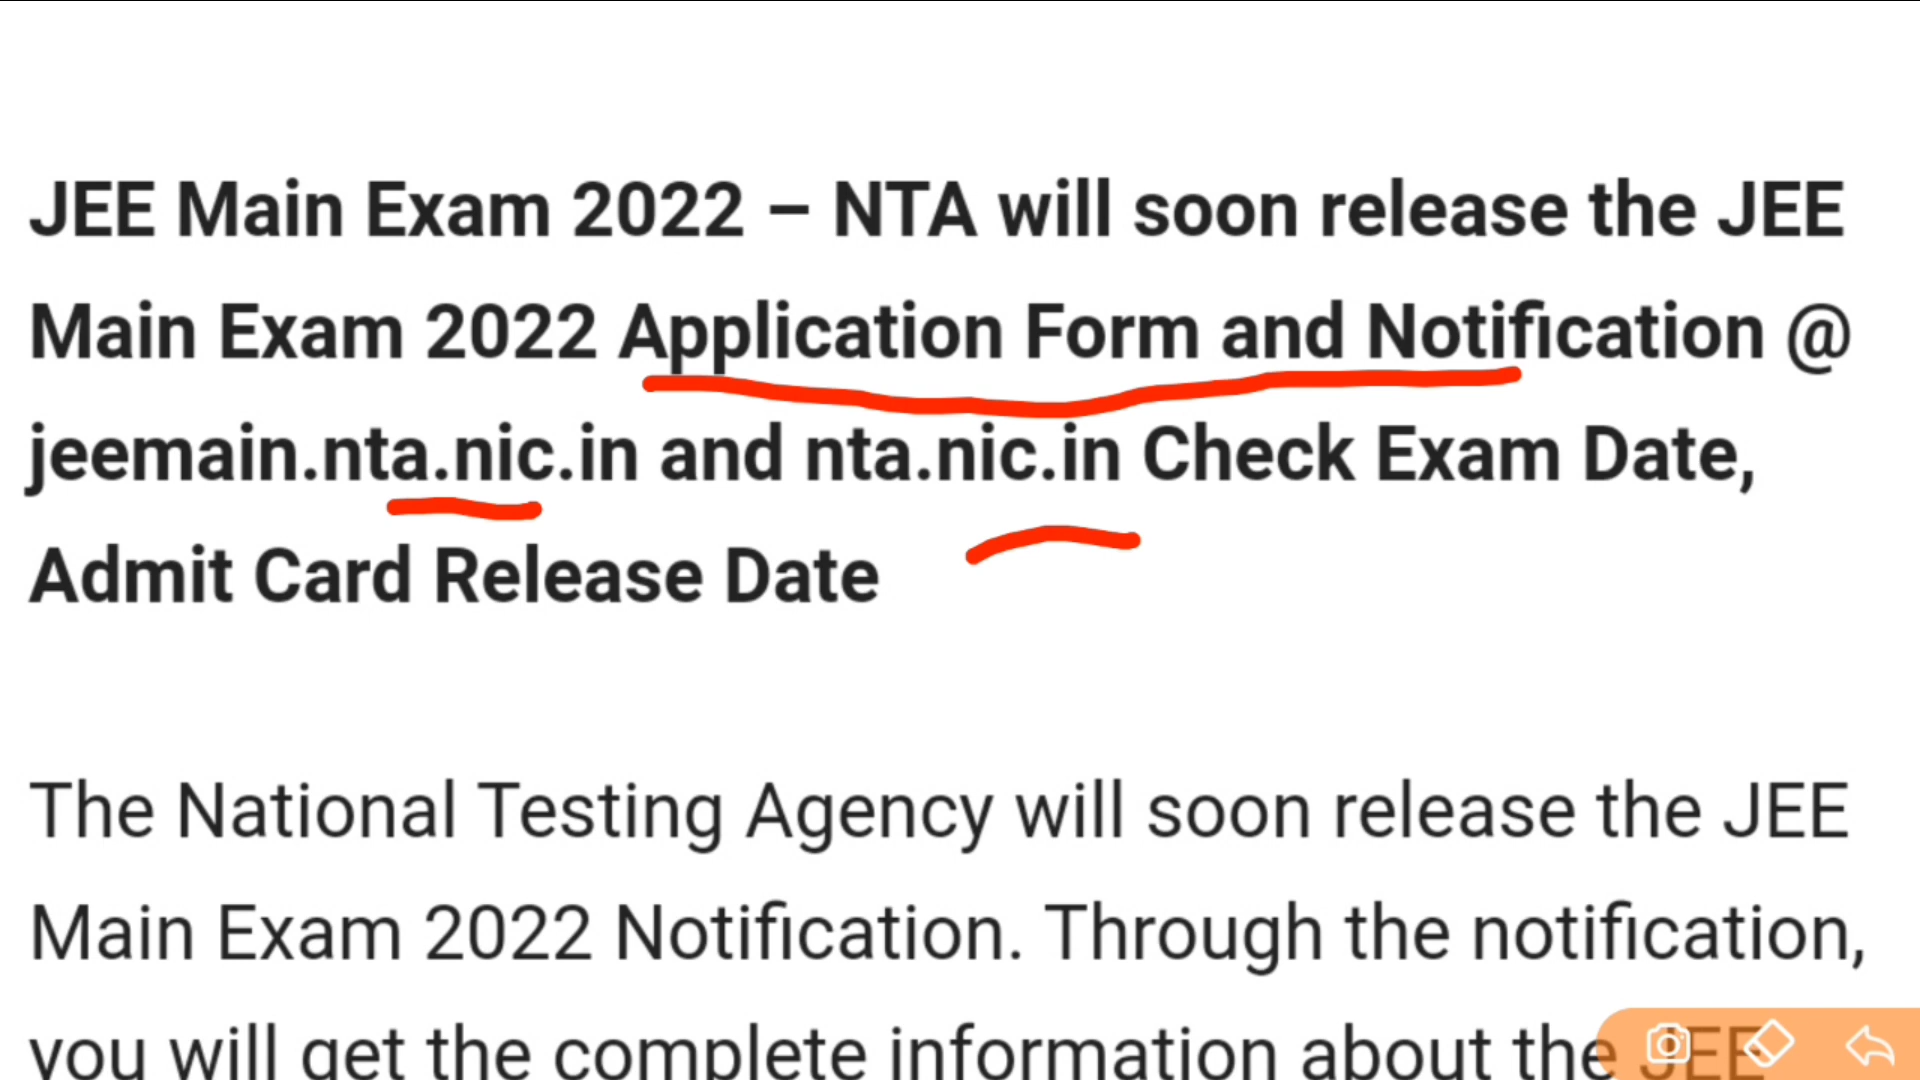 JEE Main Exam 2022 – NTA will soon release the JEE
Main Exam 2022 Application Form and Notification @
jeemain.nta.nic.in and nta.nic.in Check Exam Date,
Admit Card Release Date
The National Testing Agency will soon release the JEE
Main Exam 2022 Notification. Through the notification,
you will get the complete information about the JEE